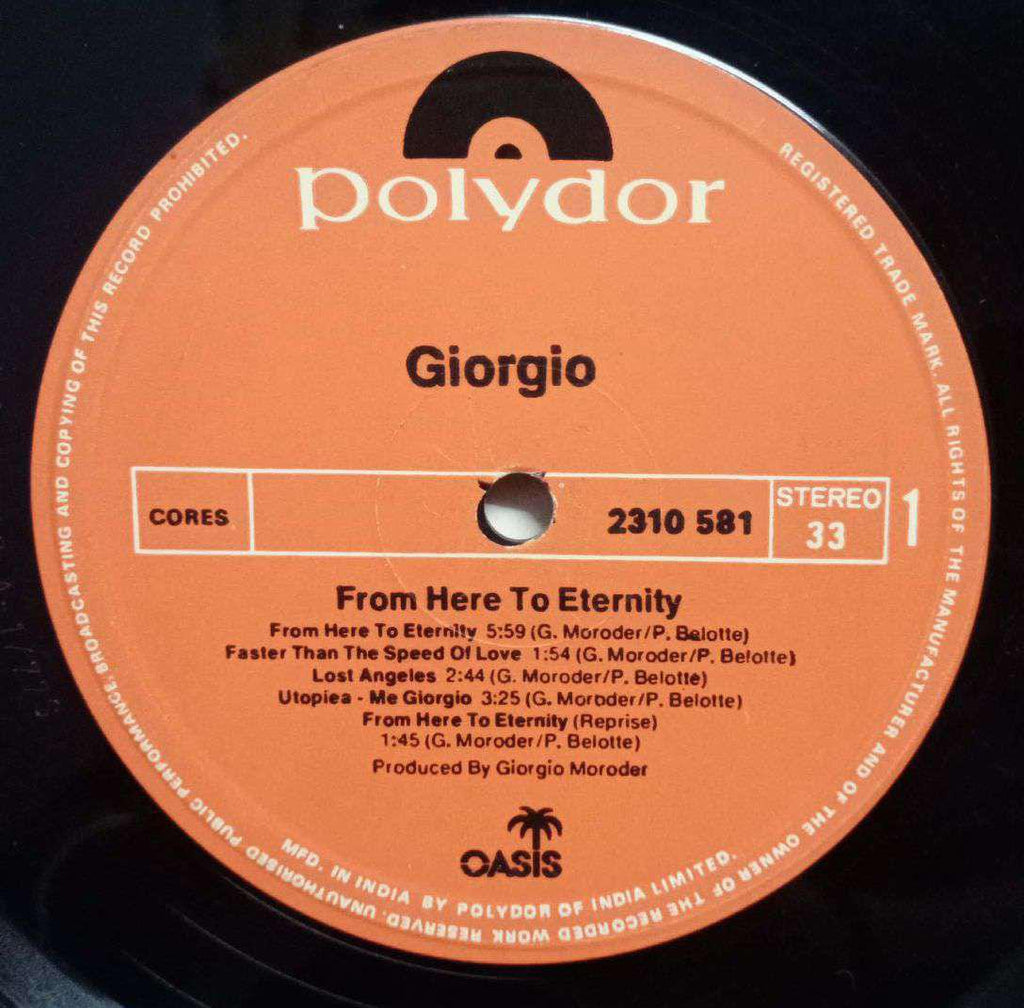 polydor
Giorgio
CORES
2310 581
STEREO
33
1
From Here To Eternity
From Here To Eternity 5:59 (G. Moroder/P. Balotte)
Faster Than The Speed Of Love 1:54 (G. Moroder/P. Belotte)
Lost Angeles 2:44 (G. Moroder/P. Belotte)
Utopiea - Me Giorgio 3:25 (G. Moroder/P. Belotte)
From Here To Eternity (Reprise)
1:45 (G. Moroder/P. Belotte)
Produced By Giorgio Moroder
OASIS
REGISTERED TRADE MARK. ALL RIGHTS OF THE MANUFACTURER AND OF THE OWNER OF THE RECORDED WORK RESERVED. UNAUTHORISED PUBLIC PERFORMANCE, BROADCASTING AND COPYING OF THIS RECORD PROHIBITED.
MFD. IN INDIA BY POLYDOR OF INDIA LIMITED.